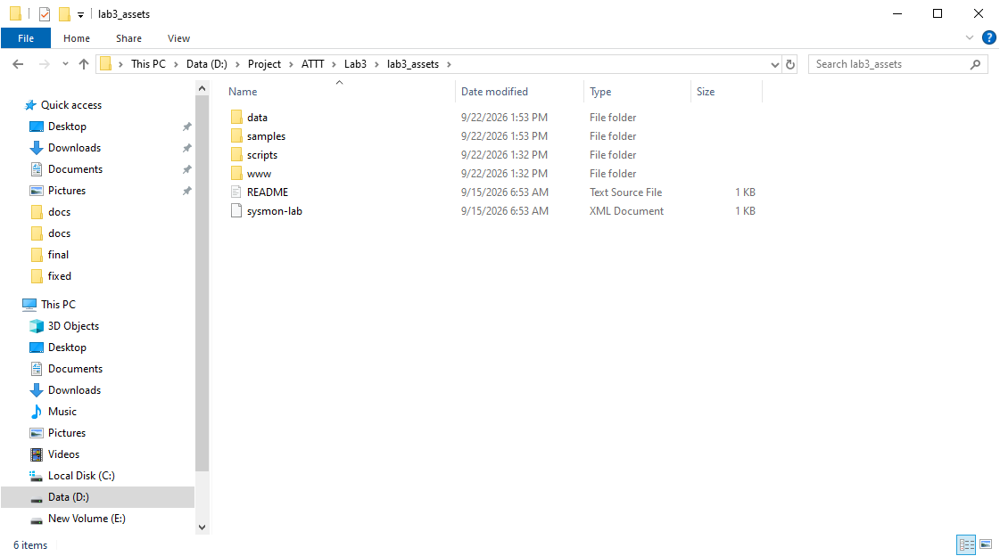 lab3_assets
File Home Share View
This PC Data (D:) Project ATTT Lab3 lab3_assets
Search lab3_assets
Name Date modified Type Size
Quick access
Desktop
Downloads
Documents
Pictures
docs
docs
final
fixed
This PC
3D Objects
Desktop
Documents
Downloads
Music
Pictures
Videos
Local Disk (C:)
Data (D:)
New Volume (E:)
data 9/22/2026 1:53 PM File folder
samples 9/22/2026 1:53 PM File folder
scripts 9/22/2026 1:32 PM File folder
www 9/22/2026 1:32 PM File folder
README 9/15/2026 6:53 AM Text Source File 1 KB
sysmon-lab 9/15/2026 6:53 AM XML Document 1 KB
6 items